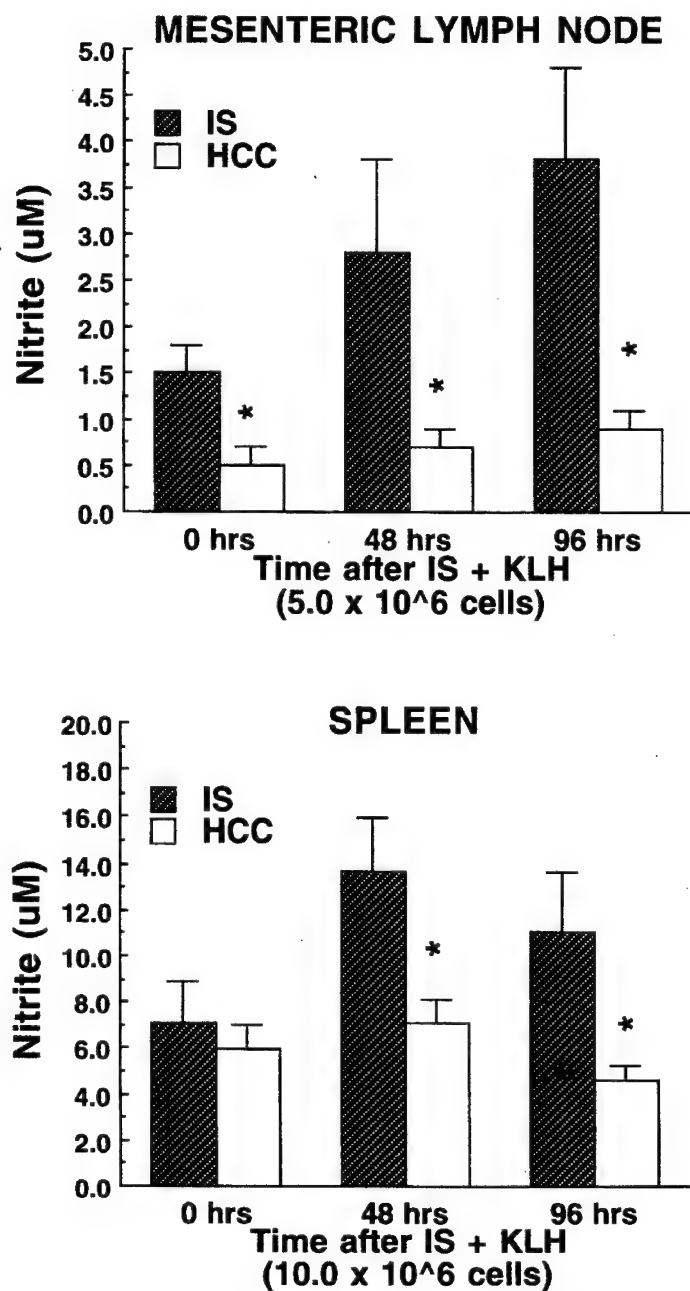 MESENTERIC LYMPH NODE
5.0
4.5
4.0
3.5
3.0
2.5
2.0
1.5
1.0
0.5
0.0
Nitrite (uM)
IS
HCC
*
*
*
0 hrs 48 hrs 96 hrs
Time after IS + KLH
(5.0 x 10^6 cells)
SPLEEN
20.0
18.0
16.0
14.0
12.0
10.0
8.0
6.0
4.0
2.0
0.0
Nitrite (uM)
IS
HCC
*
*
0 hrs 48 hrs 96 hrs
Time after IS + KLH
(10.0 x 10^6 cells)